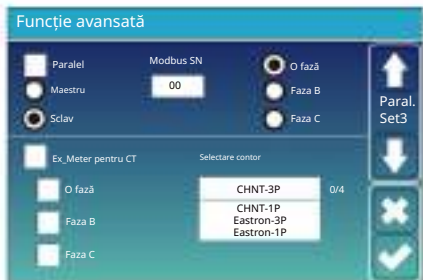 Funcție avansată
Paralel
Modbus SN
O fază
Maestru
00
Faza B
Paral.
Set3
Sclav
Faza C
Ex_Meter pentru CT
Selectare contor
O fază
CHNT-3P
0/4
CHNT-1P
Faza B
Eastron-3P
Eastron-1P
Faza C